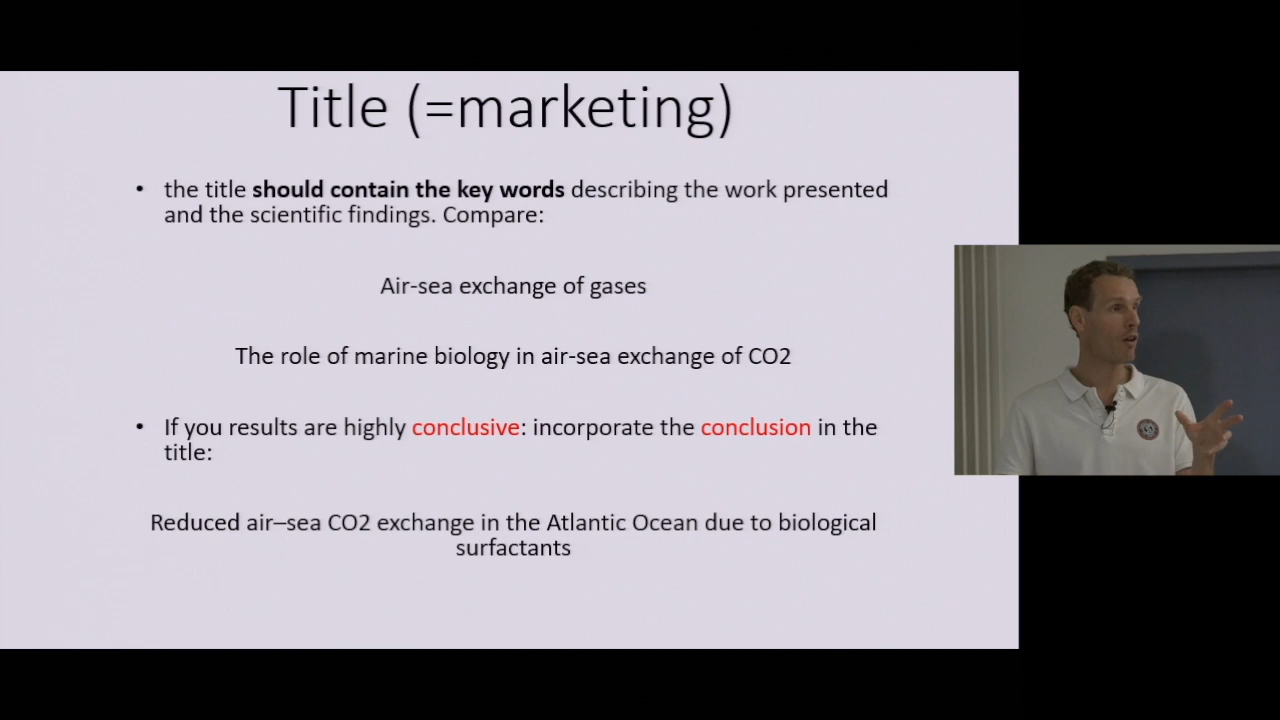 Title (=marketing)
• the title should contain the key words describing the work presented
and the scientific findings. Compare:
Air-sea exchange of gases
The role of marine biology in air-sea exchange of CO2
• If you results are highly conclusive: incorporate the conclusion in the
title:
Reduced air–sea CO2 exchange in the Atlantic Ocean due to biological
surfactants